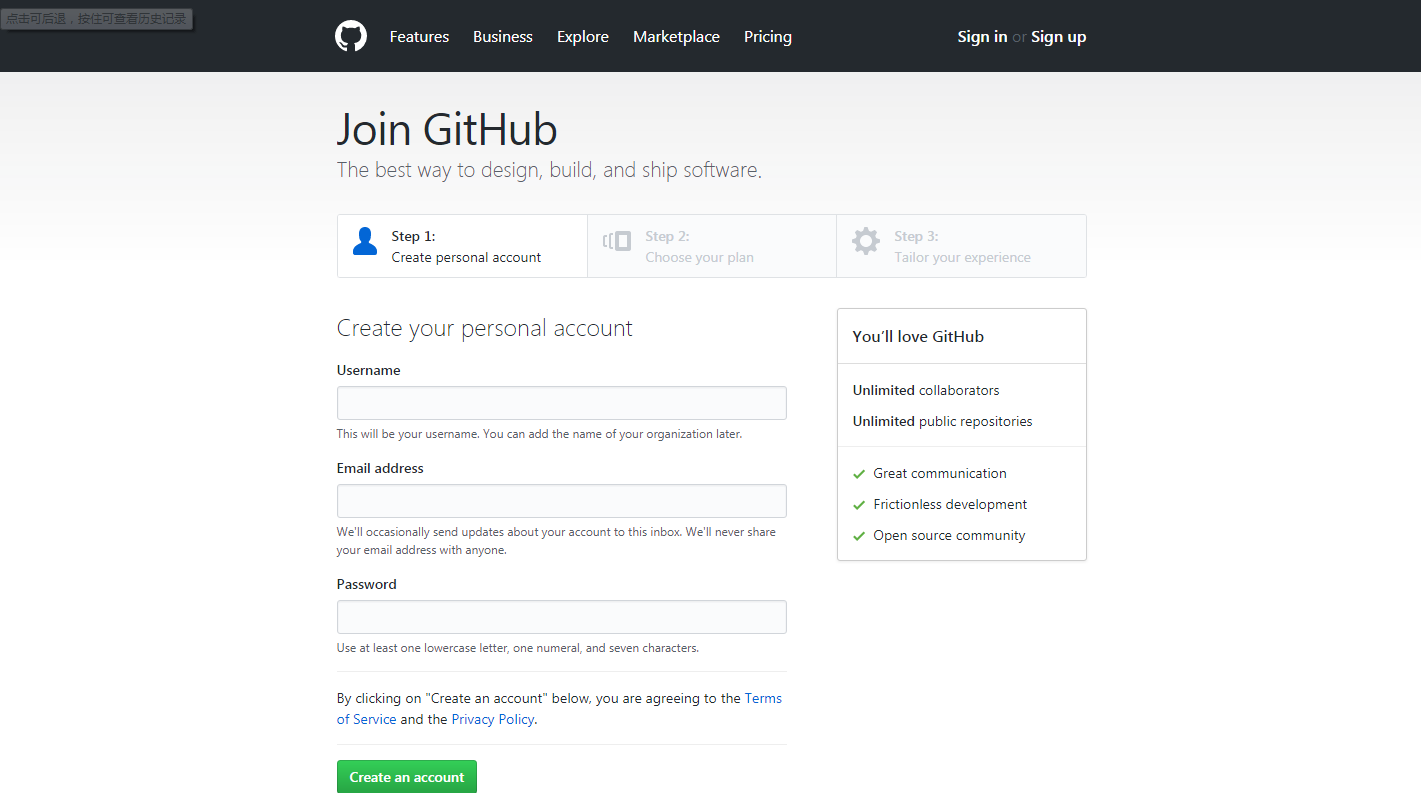 点击可后退，按住可查看历史记录
Features Business Explore Marketplace Pricing Sign in or Sign up
Join GitHub
The best way to design, build, and ship software.
Step 1:
Create personal account
Step 2:
Choose your plan
Step 3:
Tailor your experience
Create your personal account
Username
This will be your username. You can add the name of your organization later.
Email address
We'll occasionally send updates about your account to this inbox. We'll never share
your email address with anyone.
Password
Use at least one lowercase letter, one numeral, and seven characters.
By clicking on "Create an account" below, you are agreeing to the Terms
of Service and the Privacy Policy.
Create an account
You’ll love GitHub
Unlimited collaborators
Unlimited public repositories
Great communication
Frictionless development
Open source community